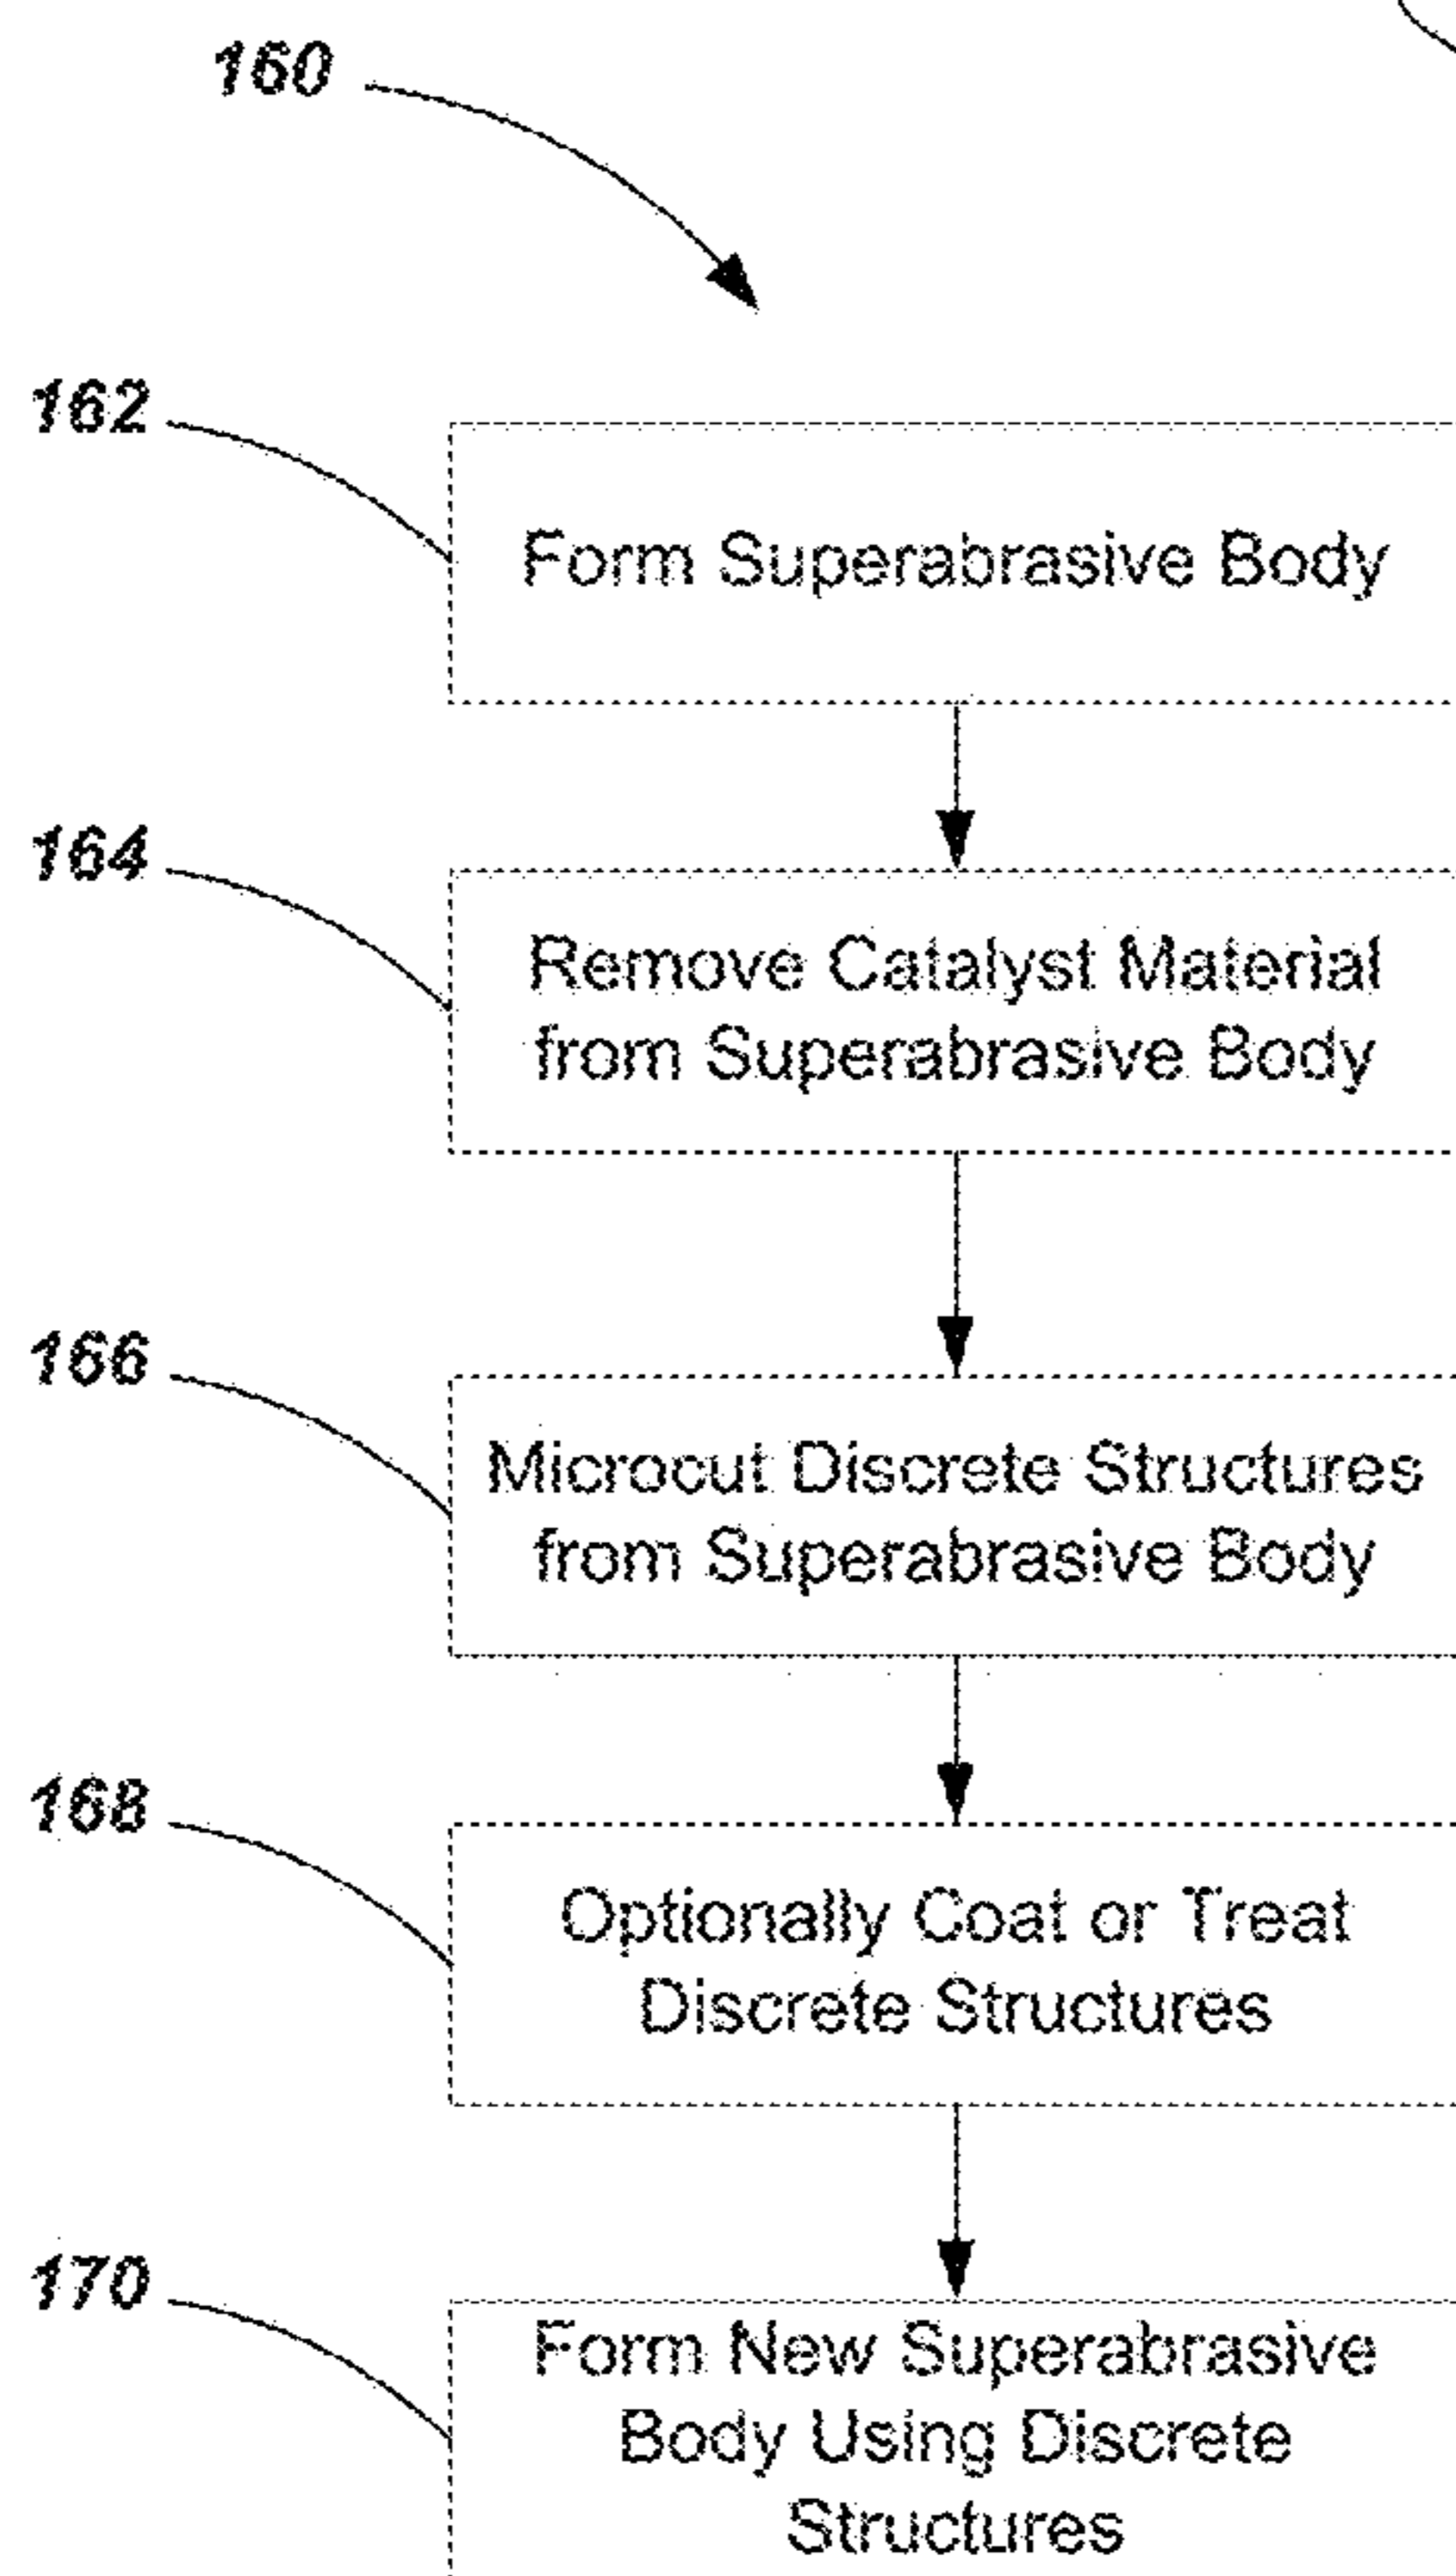 160
162
Form Superabrasive Body
164
Remove Catalyst Material
from Superabrasive Body
166
Microcut Discrete Structures
from Superabrasive Body
168
Optionally Coat or Treat
Discrete Structures
170
Form New Superabrasive
Body Using Discrete
Structures